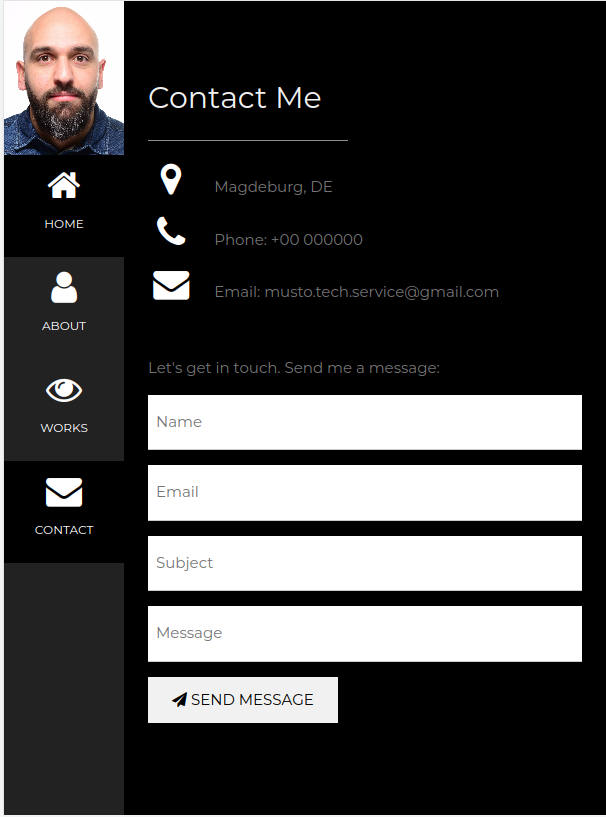 HOME
ABOUT
WORKS
CONTACT
Contact Me
Magdeburg, DE
Phone: +00 000000
Email: musto.tech.service@gmail.com
Let's get in touch. Send me a message:
Name
Email
Subject
Message
SEND MESSAGE